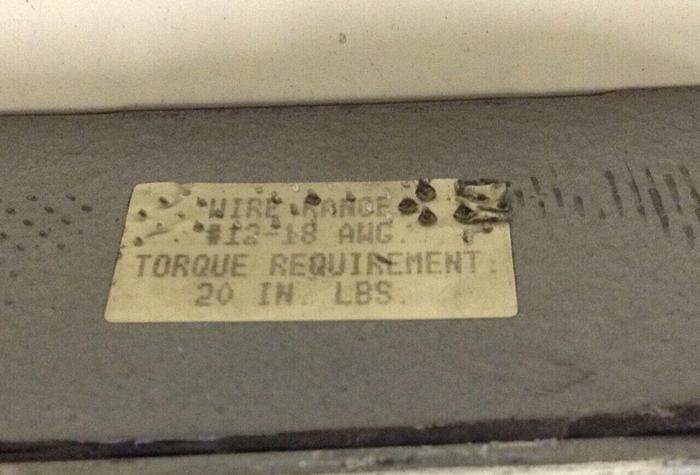 WIRE RANGE
#12-18 AWG.
TORQUE REQUIREMENT:
20 IN. LBS.